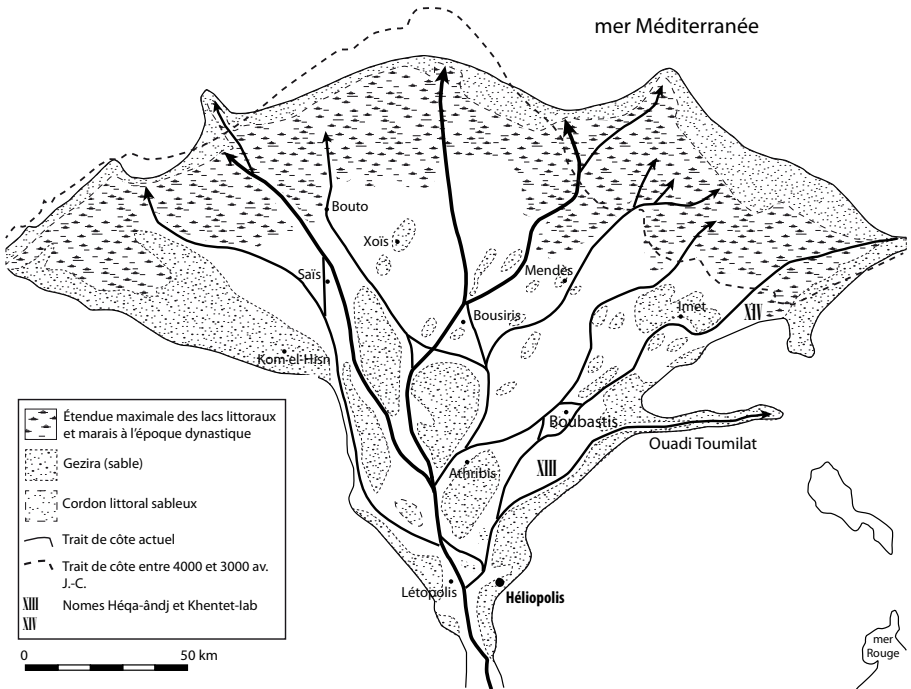 mer Méditerranée
Bouto
Xoïs
Saïs
Mendès
Imet
XIV
Bousiris
Kom el-Hisn
Boubastis
Ouadi Toumilat
Athribis
XIII
Létopolis
Héliopolis
mer
Rouge
Étendue maximale des lacs littoraux
et marais à l'époque dynastique
Gezira (sable)
Cordon littoral sableux
Trait de côte actuel
Trait de côte entre 4000 et 3000 av.
J.-C.
XIII Nomes Héqa-ândj et Khentet-Iab
XIV
0 50 km